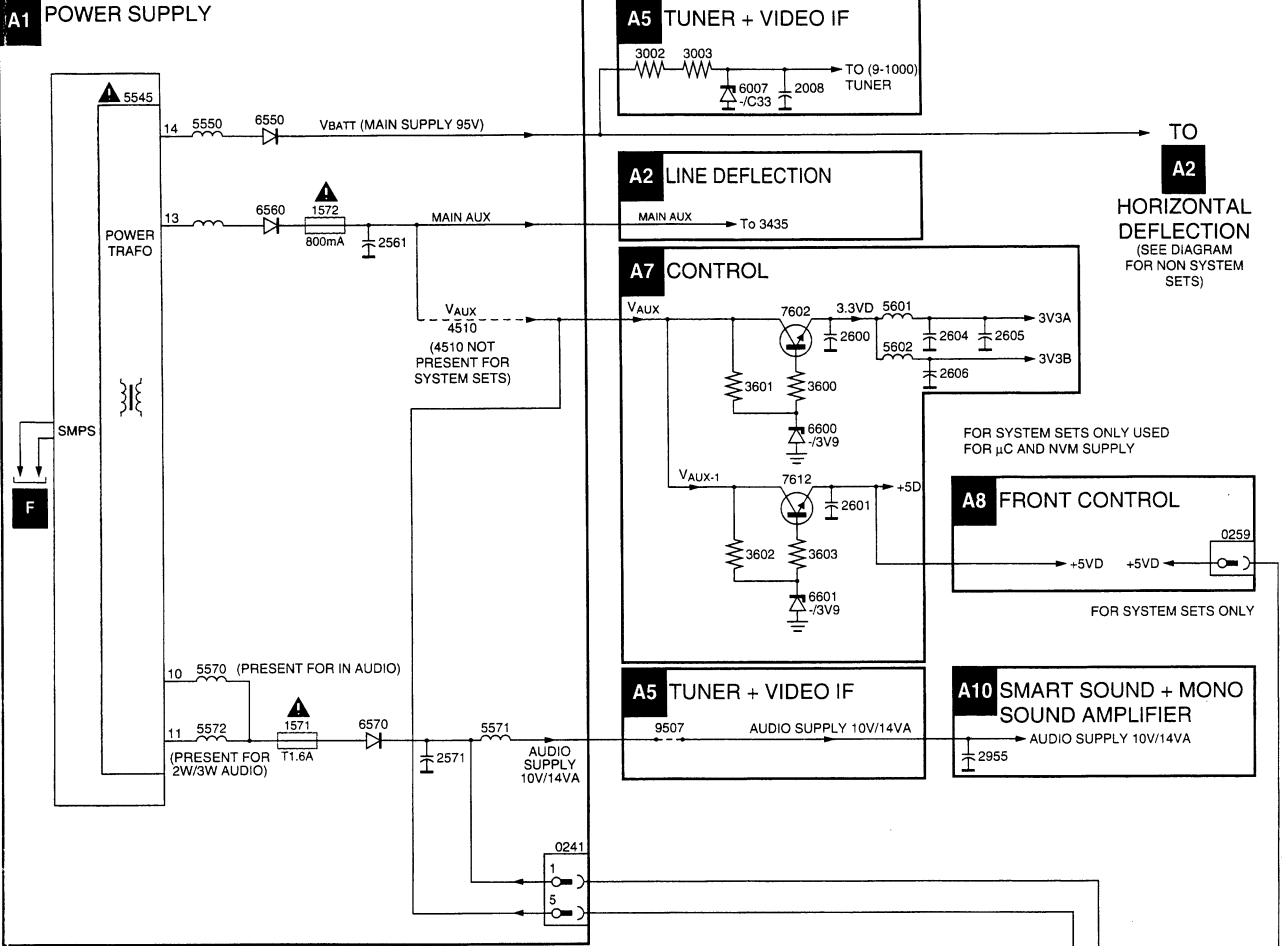 A1 POWER SUPPLY
5545
14
5550
6550
VBATT (MAIN SUPPLY 95V)
13
6560
1572
800mA
2561
MAIN AUX
POWER
TRAFO
VAUX
4510
(4510 NOT
PRESENT FOR
SYSTEM SETS)
SMPS
F
10
5570
(PRESENT FOR IN AUDIO)
11
5572
(PRESENT FOR
2W/3W AUDIO)
1571
T1.6A
6570
2571
5571
AUDIO
SUPPLY
10V/14VA
0241
1
5
A5 TUNER + VIDEO IF
3002
3003
6007
-/C33
2008
TO (9-1000)
TUNER
TO
A2
HORIZONTAL
DEFLECTION
(SEE DIAGRAM
FOR NON SYSTEM
SETS)
A2 LINE DEFLECTION
MAIN AUX
To 3435
A7 CONTROL
VAUX
7602
3.3VD
5601
3V3A
2600
2604
2605
5602
3V3B
2606
3601
3600
6600
-/3V9
VAUX-1
7612
+5D
2601
3602
3603
6601
-/3V9
FOR SYSTEM SETS ONLY USED
FOR µC AND NVM SUPPLY
A8 FRONT CONTROL
0259
+5VD
+5VD
FOR SYSTEM SETS ONLY
A5 TUNER + VIDEO IF
9507
AUDIO SUPPLY 10V/14VA
A10 SMART SOUND + MONO
SOUND AMPLIFIER
AUDIO SUPPLY 10V/14VA
2955